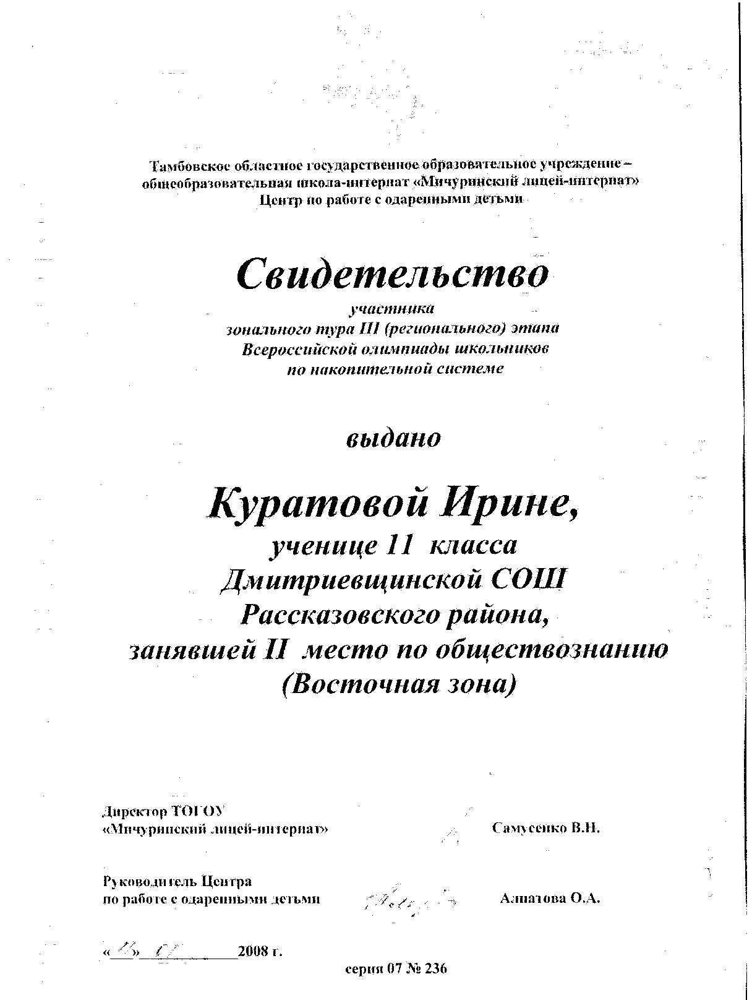 Тамбовское областное государственное образовательное учреждение –
общеобразовательная школа-интернат «Мичуринский лицей-интернат»
Центр по работе с одаренными детьми
Свидетельство
участника
зонального тура III (регионального) этапа
Всероссийской олимпиады школьников
по накопительной системе
выдано
Куратовой Ирине,
ученице 11 класса
Дмитриевщинской СОШ
Рассказовского района,
занявшей II место по обществознанию
(Восточная зона)
Директор ТОГОУ
«Мичуринский лицей-интернат» Самусенко В.Н.
Руководитель Центра
по работе с одаренными детьми Алпатова О.А.
« » 2008 г.
серия 07 № 236